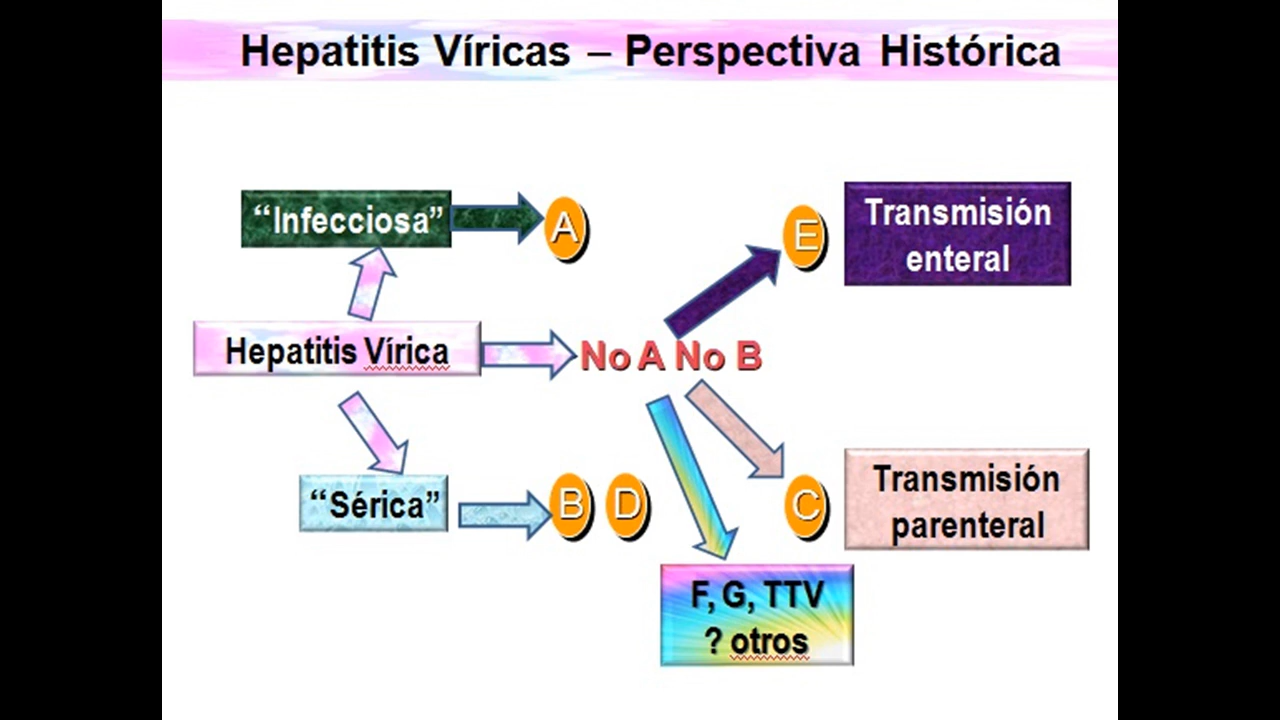 Hepatitis Víricas – Perspectiva Histórica
“Infecciosa”
A
E
Transmisión
enteral
Hepatitis Vírica
No A No B
“Sérica”
B
D
C
Transmisión
parenteral
F, G, TTV
? otros